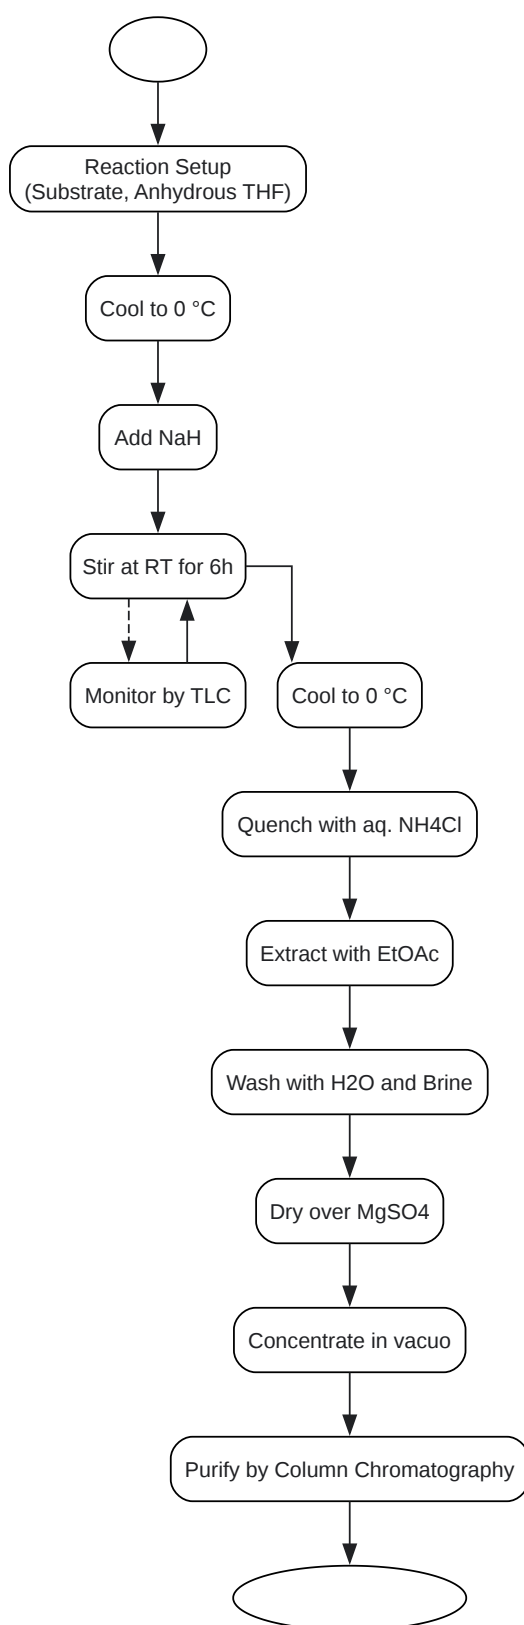 Reaction Setup
(Substrate, Anhydrous THF)
Cool to 0 °C
Add NaH
Stir at RT for 6h
Monitor by TLC
Cool to 0 °C
Quench with aq. NH4Cl
Extract with EtOAc
Wash with H2O and Brine
Dry over MgSO4
Concentrate in vacuo
Purify by Column Chromatography